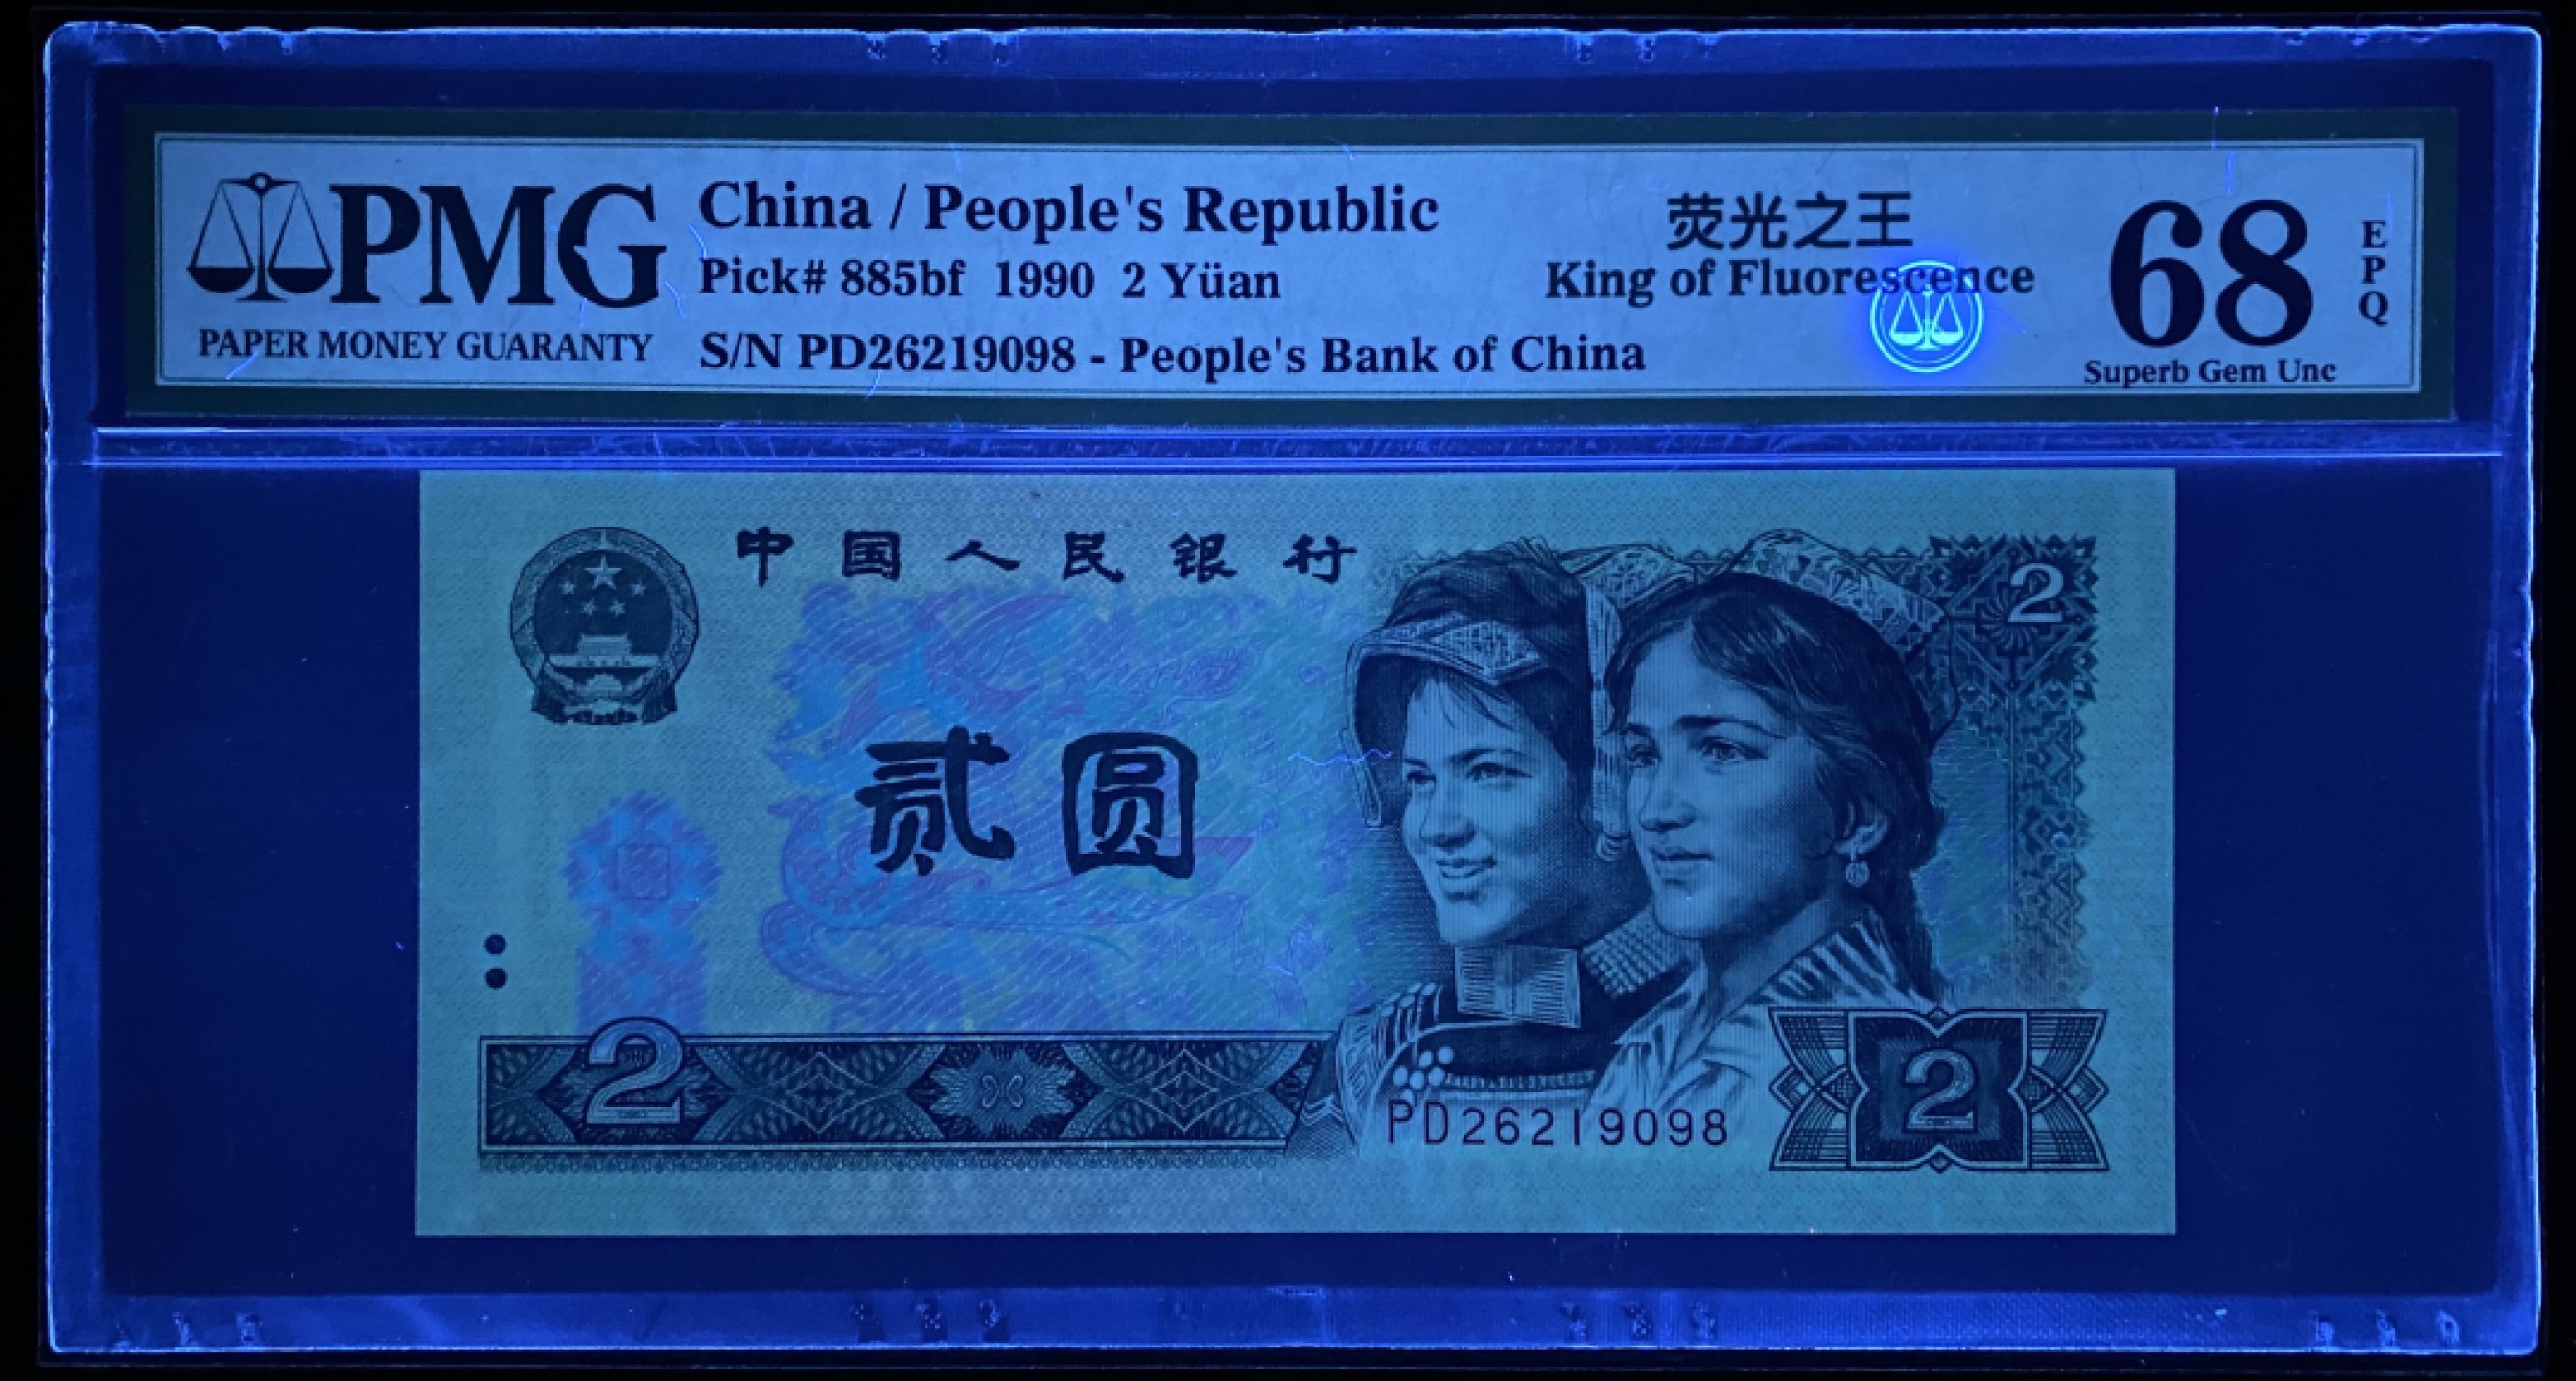 PMG
PAPER MONEY GUARANTY
China / People's Republic
Pick# 885bf 1990 2 Yüan
S/N PD26219098 - People's Bank of China
荧光之王
King of Fluorescence
68
EPQ
Superb Gem Unc
中国人民银行
2
贰圆
2
PD26219098
2